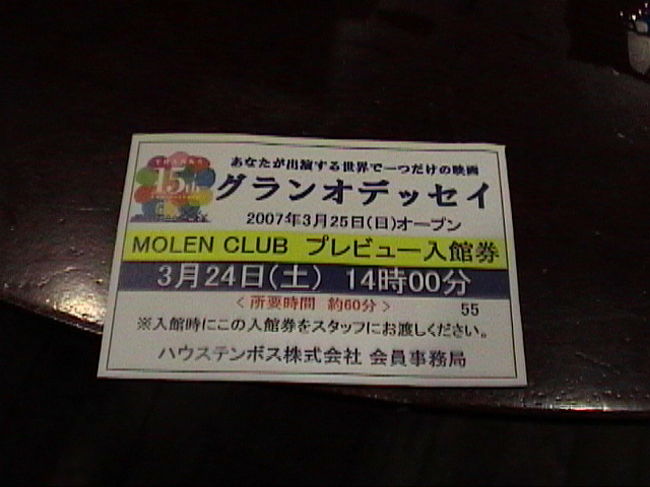 15th
あなたが出演する世界で一つだけの映画
グランオデッセイ
2007年3月25日(日)オープン
MOLEN CLUB プレビュー入館券
3月24日(土) 14時00分
<所要時間 約60分>
55
※入館時にこの入館券をスタッフにお渡しください。
ハウステンボス株式会社 会員事務局